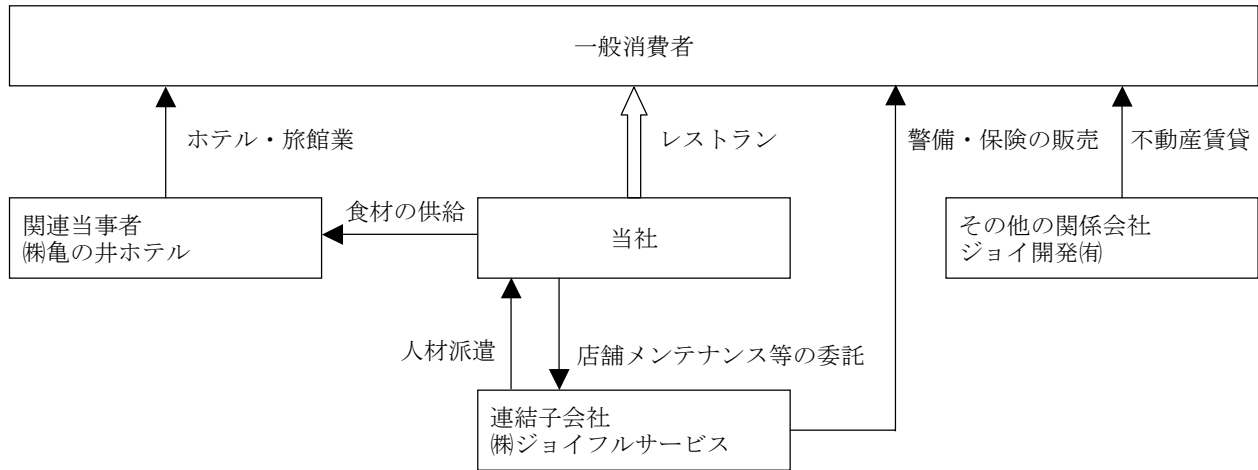 一般消費者
ホテル・旅館業
レストラン
警備・保険の販売
不動産賃貸
関連当事者
㈱亀の井ホテル
食材の供給
当社
その他の関係会社
ジョイ開発㈲
人材派遣
店舗メンテナンス等の委託
連結子会社
㈱ジョイフルサービス